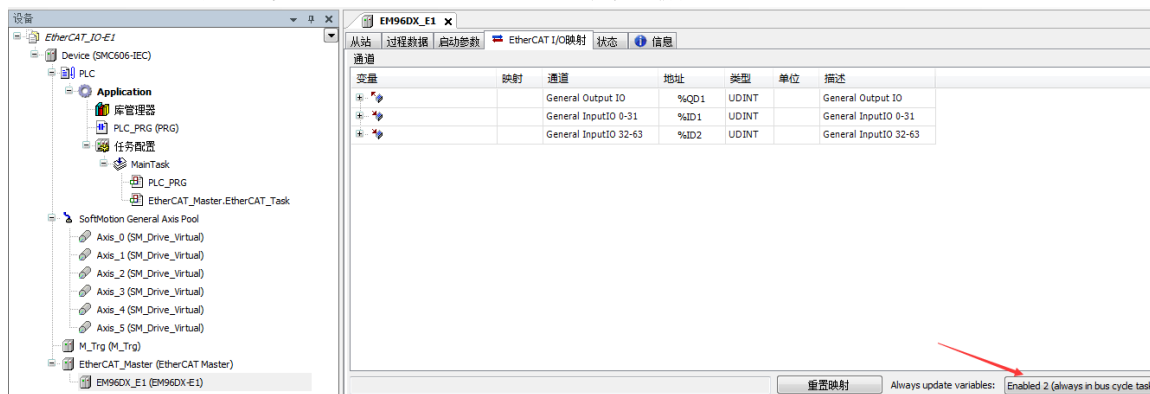 设备
EtherCAT_IO-E1
Device (SMC606-IEC)
PLC
Application
库管理器
PLC_PRG (PRG)
任务配置
MainTask
PLC_PRG
EtherCAT_Master.EtherCAT_Task
SoftMotion General Axis Pool
Axis_0 (SM_Drive_Virtual)
Axis_1 (SM_Drive_Virtual)
Axis_2 (SM_Drive_Virtual)
Axis_3 (SM_Drive_Virtual)
Axis_4 (SM_Drive_Virtual)
Axis_5 (SM_Drive_Virtual)
M_Trg (M_Trg)
EtherCAT_Master (EtherCAT Master)
EM96DX_E1 (EM96DX-E1)
EM96DX_E1
从站 过程数据 启动参数 EtherCAT I/O映射 状态 信息
通道
变量 映射 通道 地址 类型 单位 描述
General Output IO %QD1 UDINT General Output IO
General InputIO 0-31 %ID1 UDINT General InputIO 0-31
General InputIO 32-63 %ID2 UDINT General InputIO 32-63
重置映射 Always update variables: Enabled 2 (always in bus cycle task